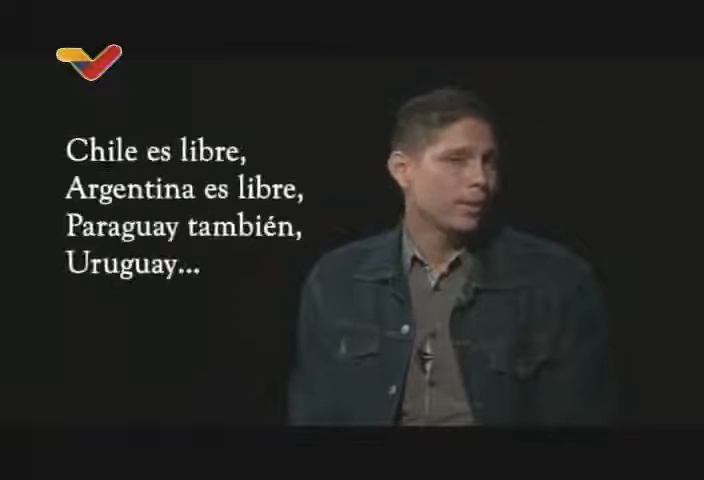 Chile es libre,
Argentina es libre,
Paraguay también,
Uruguay...